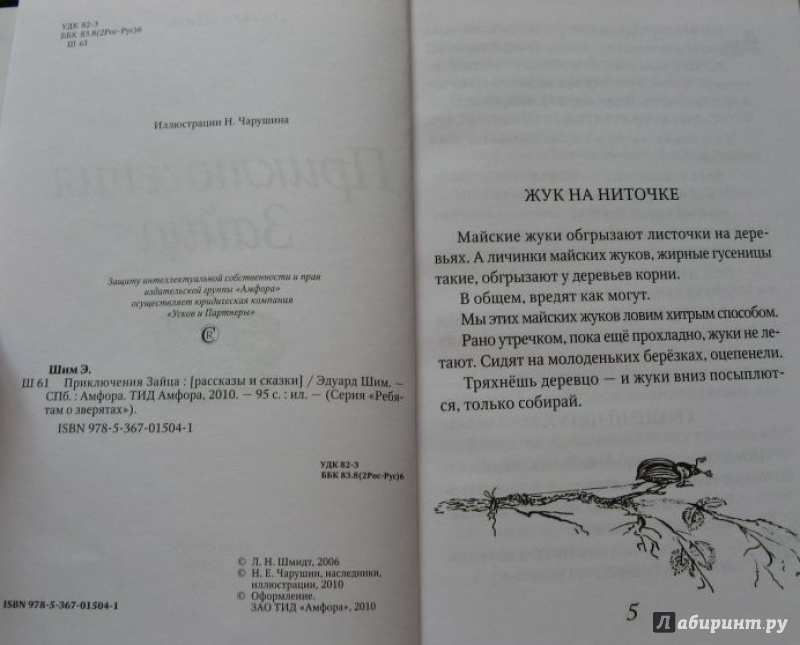 УДК 82-3
ББК 83.8(2Рос-Рус)6
Ш 61
Иллюстрации Н. Чарушина
Приключения
Зайца
Защиту интеллектуальной собственности и прав
издательской группы «Амфора»
осуществляет юридическая компания
«Усков и Партнеры»
Шим Э.
Ш 61 Приключения Зайца : [рассказы и сказки] / Эдуард Шим. —
СПб. : Амфора. ТИД Амфора, 2010. — 95 с. : ил. — (Серия «Ребя-
там о зверятах»).
ISBN 978-5-367-01504-1
УДК 82-3
ББК 83.8(2Рос-Рус)6
© Л. Н. Шмидт, 2006
© Н. Е. Чарушин, наследники,
иллюстрации, 2010
© Оформление.
ЗАО ТИД «Амфора», 2010
ISBN 978-5-367-01504-1
ЖУК НА НИТОЧКЕ
Майские жуки обгрызают листочки на дере-
вьях. А личинки майских жуков, жирные гусеницы
такие, обгрызают у деревьев корни.
В общем, вредят как могут.
Мы этих майских жуков ловим хитрым способом.
Рано утречком, пока ещё прохладно, жуки не ле-
тают. Сидят на молоденьких берёзках, оцепенели.
Тряхнёшь деревцо — и жуки вниз посыплют-
ся, только собирай.
5
Лабиринт.ру